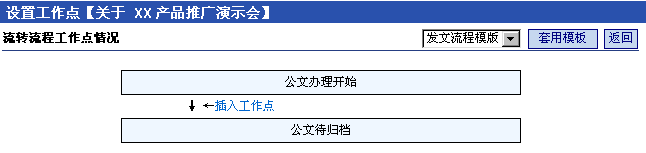 设置工作点【关于 XX产品推广演示会】
流转流程工作点情况 发文流程模版 套用模板 返回
公文办理开始
↓ ←插入工作点
公文待归档